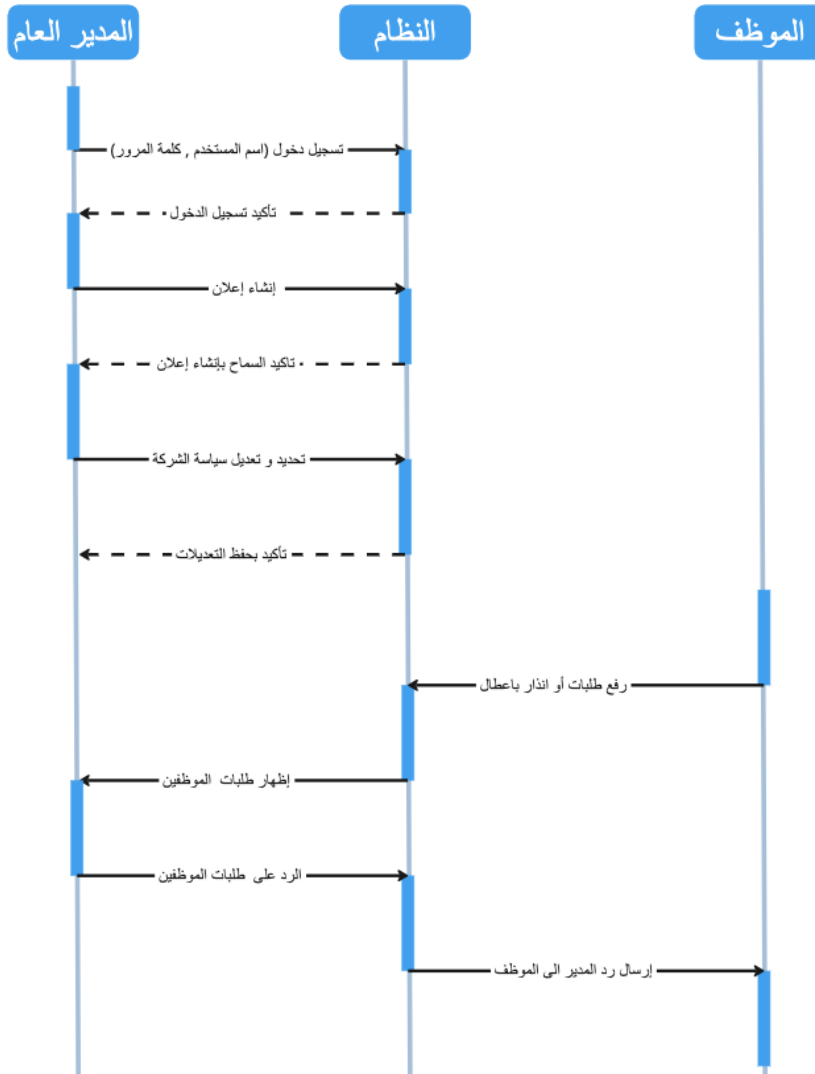 الموظف
النظام
المدير العام
تسجيل دخول (اسم المستخدم , كلمة المرور)
تأكيد تسجيل الدخول
إنشاء إعلان
تاكيد السماح بإنشاء إعلان
تحديد و تعديل سياسة الشركة
تأكيد بحفظ التعديلات
رفع طلبات أو انذار باعطال
إظهار طلبات الموظفين
الرد على طلبات الموظفين
إرسال رد المدير الى الموظف